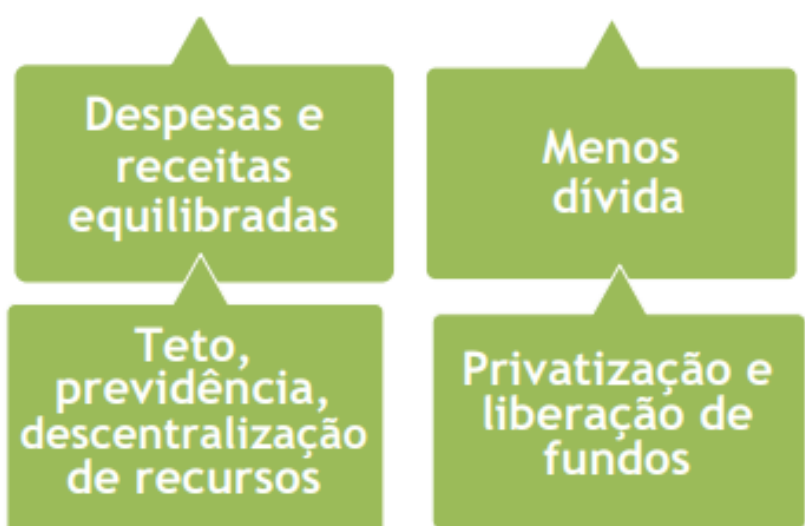 Despesas e
receitas
equilibradas
Menos
dívida
Teto,
previdência,
descentralização
de recursos
Privatização e
liberação de
fundos